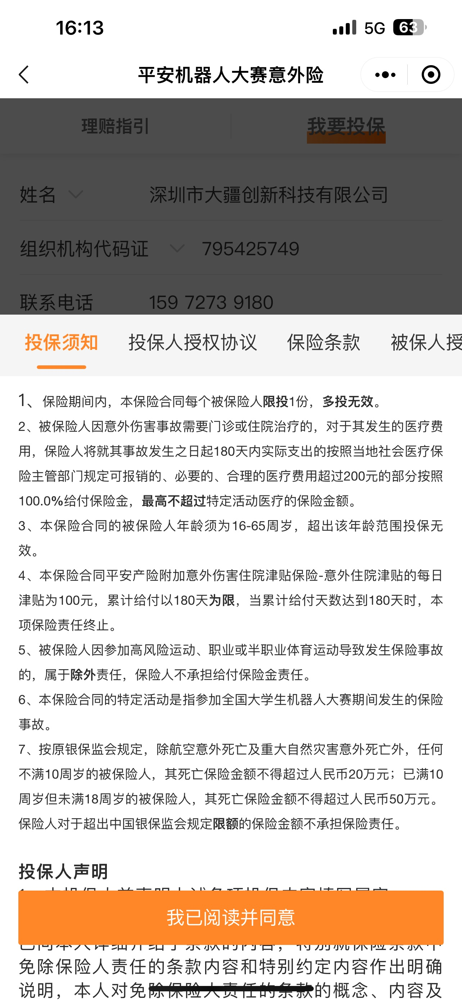 16:13
5G 63
平安机器人大赛意外险
理赔指引 我要投保
姓名 深圳市大疆创新科技有限公司
组织机构代码证 795425749
联系电话 159 7273 9180
投保须知 投保人授权协议 保险条款 被保人授
1、保险期间内，本保险合同每个被保险人限投1份，多投无效。
2、被保险人因意外伤害事故需要门诊或住院治疗的，对于其发生的医疗费
用，保险人将就其事故发生之日起180天内实际支出的按照当地社会医疗保
险主管部门规定可报销的、必要的、合理的医疗费用超过200元的部分按照
100.0%给付保险金，最高不超过特定活动医疗的保险金额。
3、本保险合同的被保险人年龄须为16-65周岁，超出该年龄范围投保无
效。
4、本保险合同平安产险附加意外伤害住院津贴保险-意外住院津贴的每日
津贴为100元，累计给付以180天为限，当累计给付天数达到180天时，本
项保险责任终止。
5、被保险人因参加高风险运动、职业或半职业体育运动导致发生保险事故
的，属于除外责任，保险人不承担给付保险金责任。
6、本保险合同的特定活动是指参加全国大学生机器人大赛期间发生的保险
事故。
7、按原银保监会规定，除航空意外死亡及重大自然灾害意外死亡外，任何
不满10周岁的被保险人，其死亡保险金额不得超过人民币20万元；已满10
周岁但未满18周岁的被保险人，其死亡保险金额不得超过人民币50万元。
保险人对于超出中国银保监会规定限额的保险金额不承担保险责任。
投保人声明
我已阅读并同意
免除保险人责任的条款内容和特别约定内容作出明确
说明，本人对免除保险人责任的条款的概念、内容及